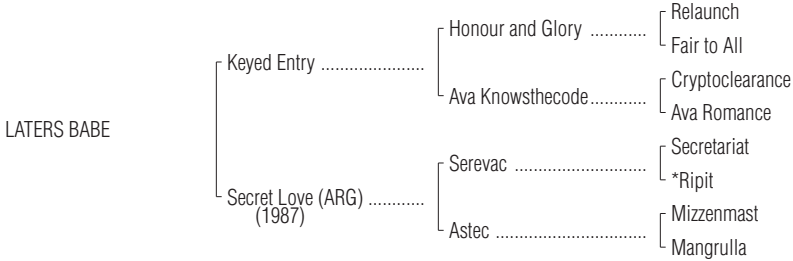 Relaunch
Honour and Glory ............
Fair to All
Keyed Entry ......................
Cryptoclearance
Ava Knowsthecode............
Ava Romance
LATERS BABE
Secretariat
Serevac ............................
*Ripit
Secret Love (ARG) ............
(1987)
Mizzenmast
Astec ................................
Mangrulla